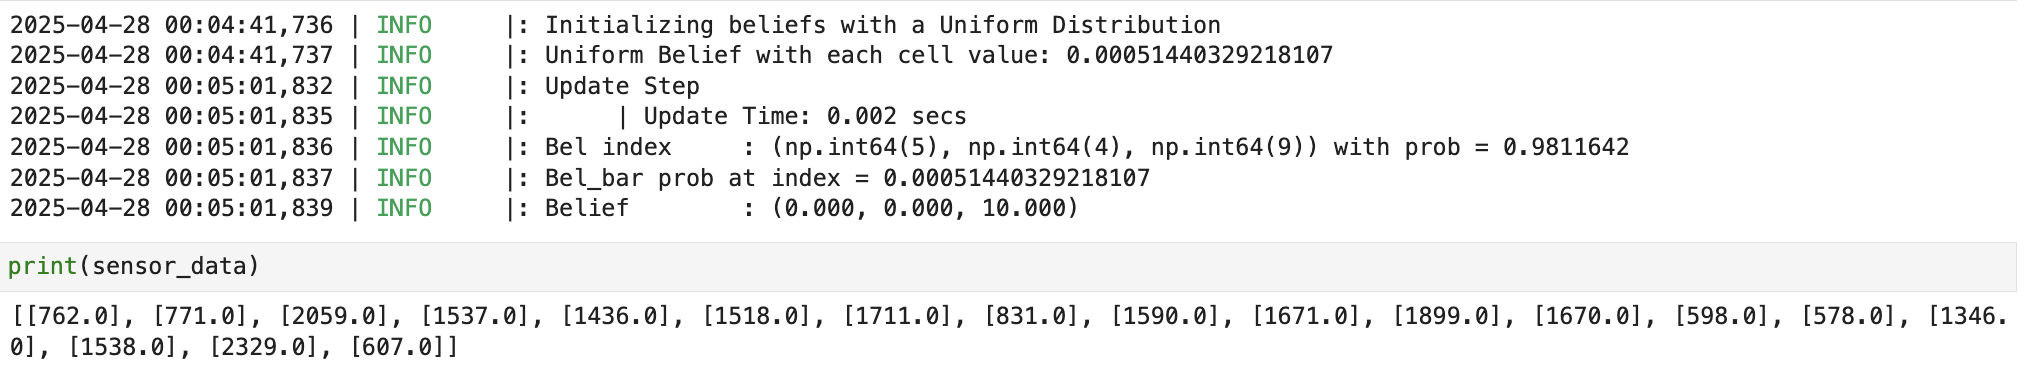 2025-04-28 00:04:41,736 | INFO     |: Initializing beliefs with a Uniform Distribution
2025-04-28 00:04:41,737 | INFO     |: Uniform Belief with each cell value: 0.00051440329218107
2025-04-28 00:05:01,832 | INFO     |: Update Step
2025-04-28 00:05:01,835 | INFO     |:      | Update Time: 0.002 secs
2025-04-28 00:05:01,836 | INFO     |: Bel index     : (np.int64(5), np.int64(4), np.int64(9)) with prob = 0.9811642
2025-04-28 00:05:01,837 | INFO     |: Bel_bar prob at index = 0.00051440329218107
2025-04-28 00:05:01,839 | INFO     |: Belief        : (0.000, 0.000, 10.000)
print(sensor_data)
[[762.0], [771.0], [2059.0], [1537.0], [1436.0], [1518.0], [1711.0], [831.0], [1590.0], [1671.0], [1899.0], [1670.0], [598.0], [578.0], [1346.
0], [1538.0], [2329.0], [607.0]]